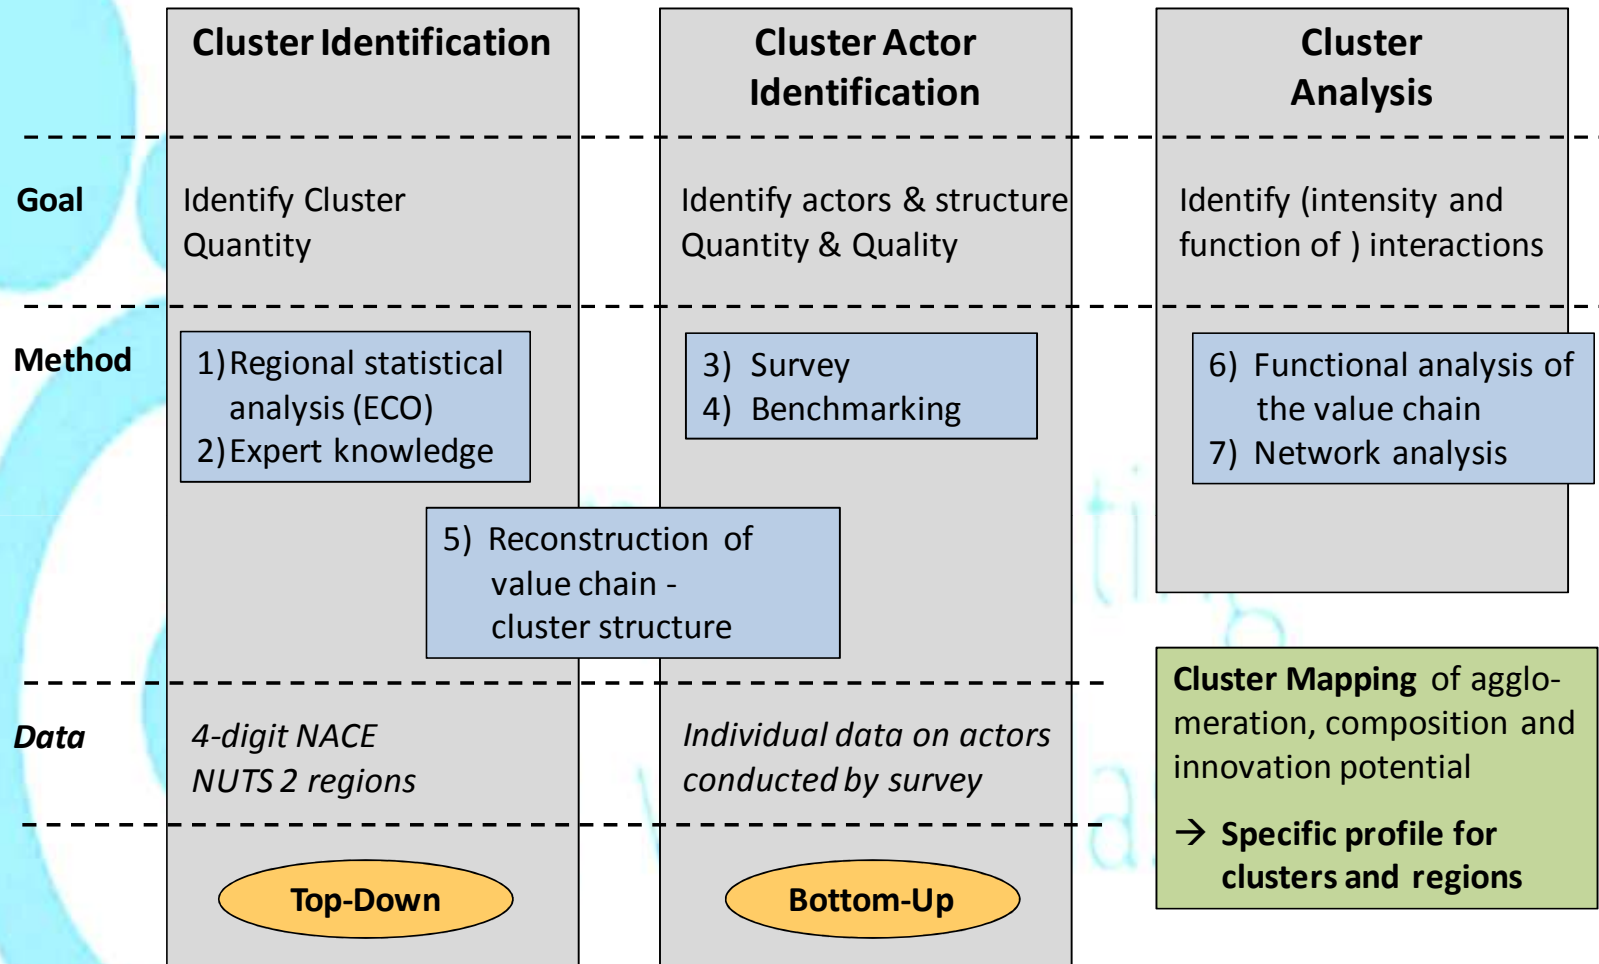 Cluster Identification
Cluster Actor
Identification
Cluster
Analysis
Goal
Identify Cluster
Quantity
Identify actors & structure
Quantity & Quality
Identify (intensity and
function of ) interactions
Method
1) Regional statistical
analysis (ECO)
2) Expert knowledge
3) Survey
4) Benchmarking
6) Functional analysis of
the value chain
7) Network analysis
5) Reconstruction of
value chain -
cluster structure
Data
4-digit NACE
NUTS 2 regions
Individual data on actors
conducted by survey
Cluster Mapping of agglo-
meration, composition and
innovation potential
→ Specific profile for
clusters and regions
Top-Down
Bottom-Up